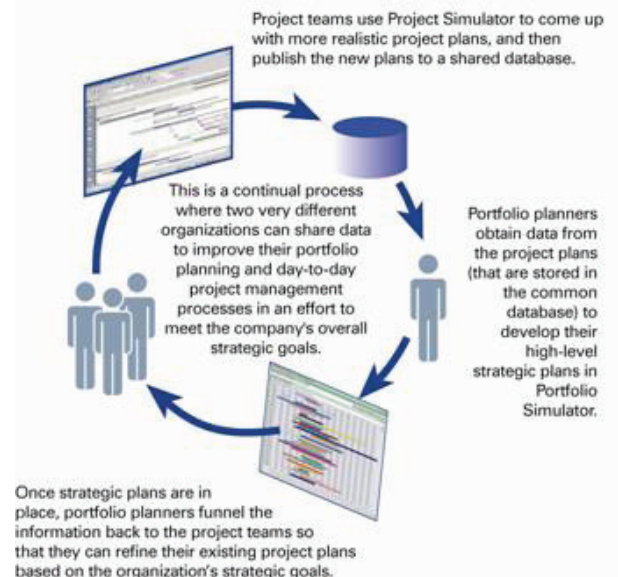 Project teams use Project Simulator to come up
with more realistic project plans, and then
publish the new plans to a shared database.
This is a continual process
where two very different
organizations can share data
to improve their portfolio
planning and day-to-day
project management
processes in an effort to
meet the company's overall
strategic goals.
Portfolio planners
obtain data from
the project plans
(that are stored in
the common
database) to
develop their
high-level
strategic plans in
Portfolio
Simulator.
Once strategic plans are in
place, portfolio planners funnel the
information back to the project teams so
that they can refine their existing project plans
based on the organization's strategic goals.